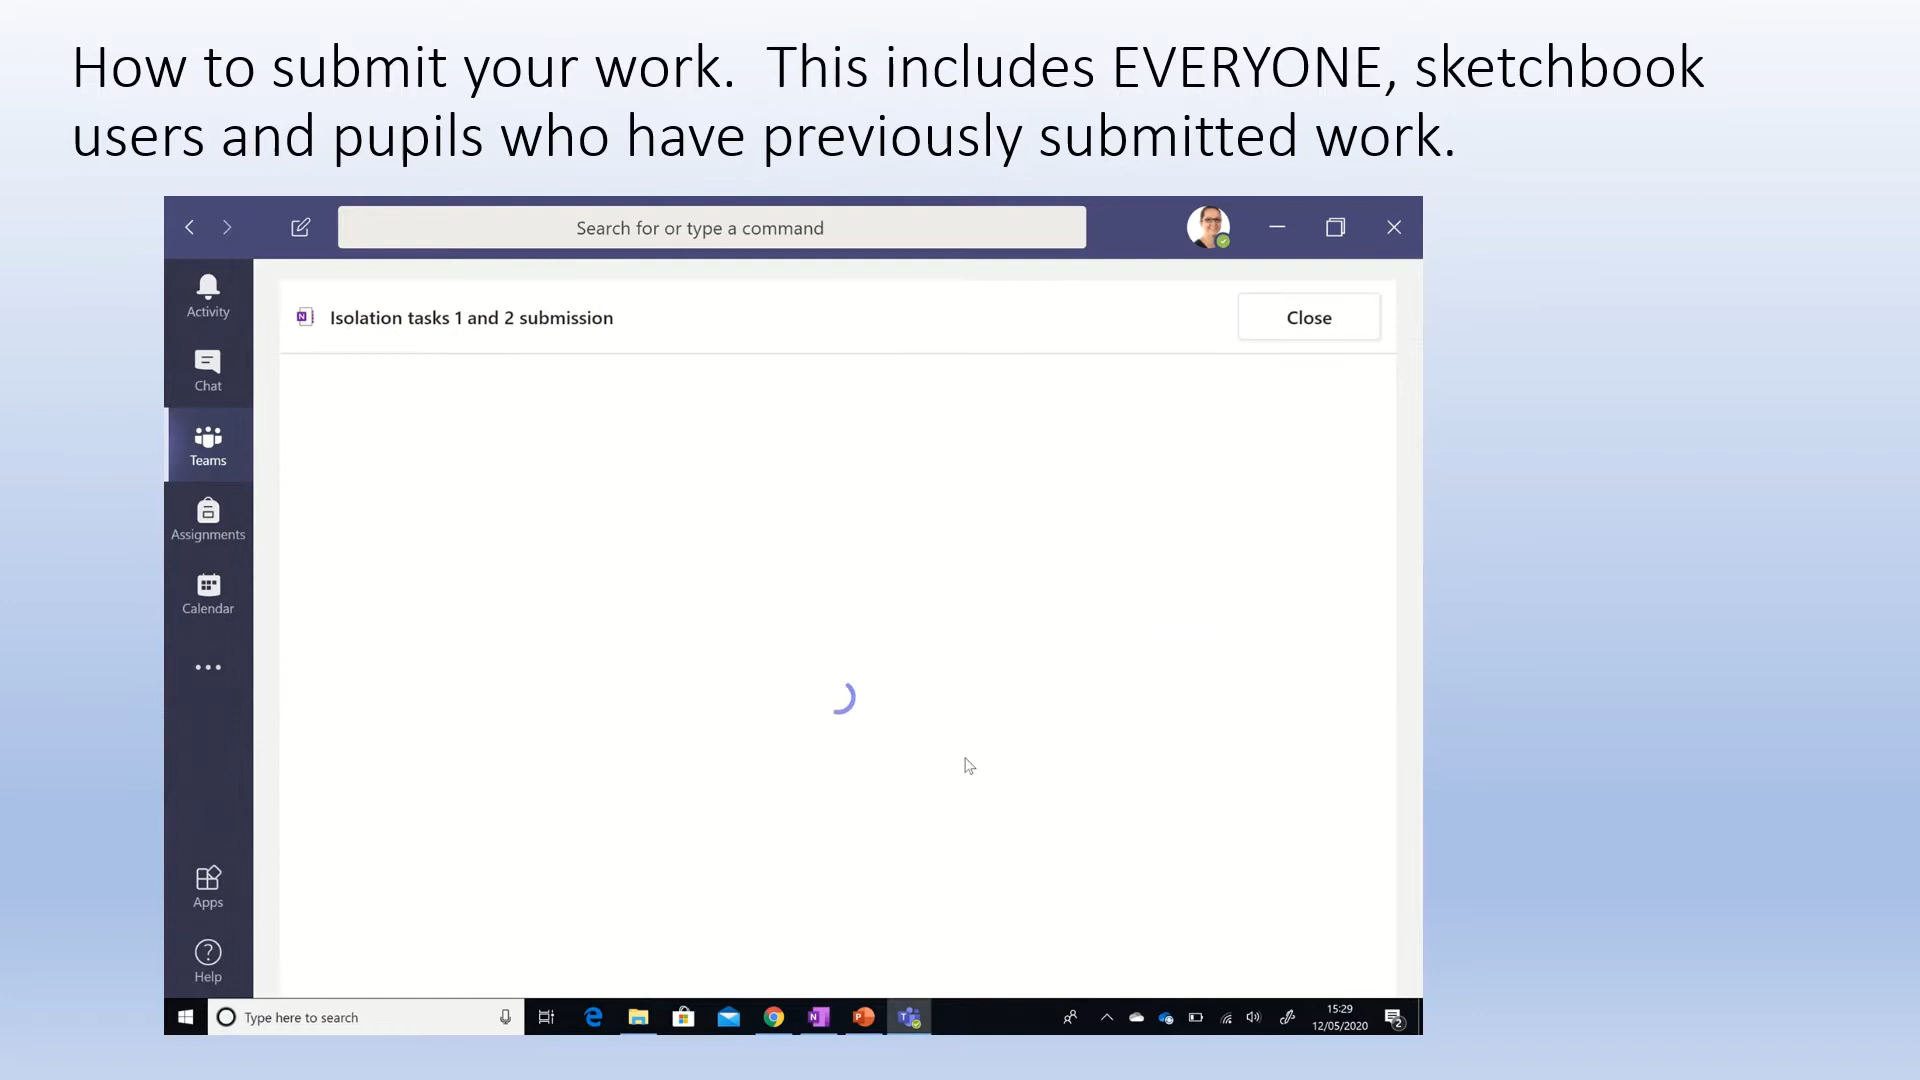 How to submit your work.  This includes EVERYONE, sketchbook
users and pupils who have previously submitted work.
Search for or type a command
Activity
Isolation tasks 1 and 2 submission
Close
Chat
Teams
Assignments
Calendar
Apps
Help
Type here to search
15:29
12/05/2020
2